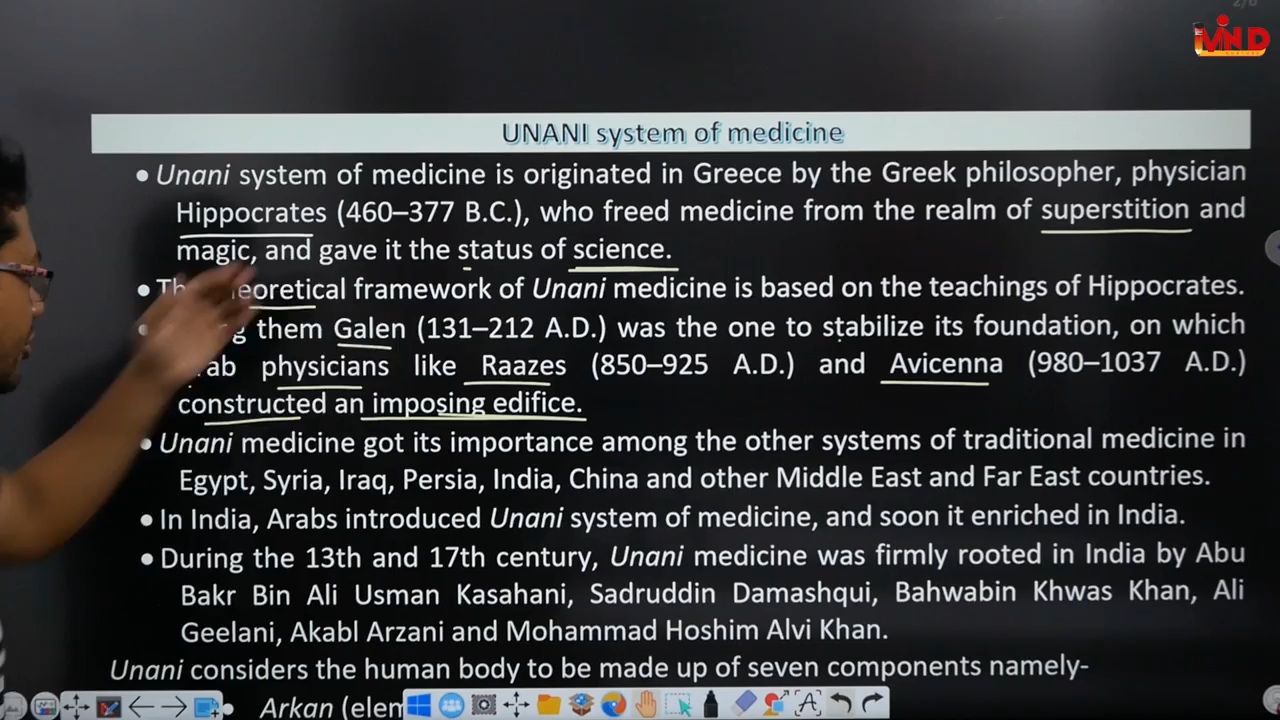 2/6
MIND
UNANI system of medicine
• Unani system of medicine is originated in Greece by the Greek philosopher, physician
Hippocrates (460–377 B.C.), who freed medicine from the realm of superstition and
magic, and gave it the status of science.
• Th oretical framework of Unani medicine is based on the teachings of Hippocrates.
g them Galen (131–212 A.D.) was the one to stabilize its foundation, on which
rab physicians like Raazes (850–925 A.D.) and Avicenna (980–1037 A.D.)
constructed an imposing edifice.
• Unani medicine got its importance among the other systems of traditional medicine in
Egypt, Syria, Iraq, Persia, India, China and other Middle East and Far East countries.
• In India, Arabs introduced Unani system of medicine, and soon it enriched in India.
• During the 13th and 17th century, Unani medicine was firmly rooted in India by Abu
Bakr Bin Ali Usman Kasahani, Sadruddin Damashqui, Bahwabin Khwas Khan, Ali
Geelani, Akabl Arzani and Mohammad Hoshim Alvi Khan.
Unani considers the human body to be made up of seven components namely-
Arkan (elem